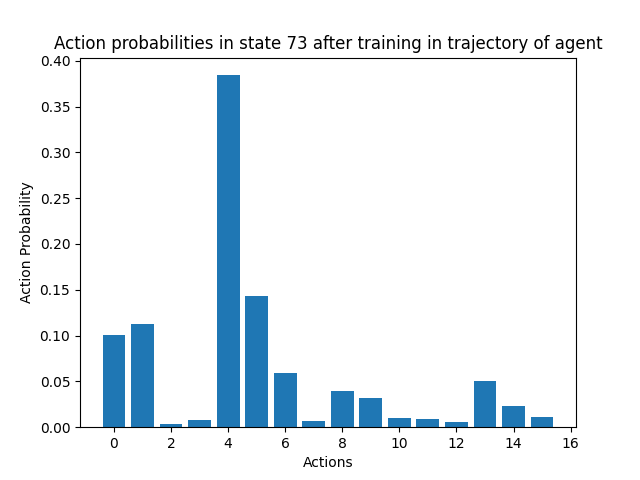 Action probabilities in state 73 after training in trajectory of agent
0.40
0.35
0.30
0.25
0.20
0.15
0.10
0.05
0.00
Action Probability
0 2 4 6 8 10 12 14 16
Actions